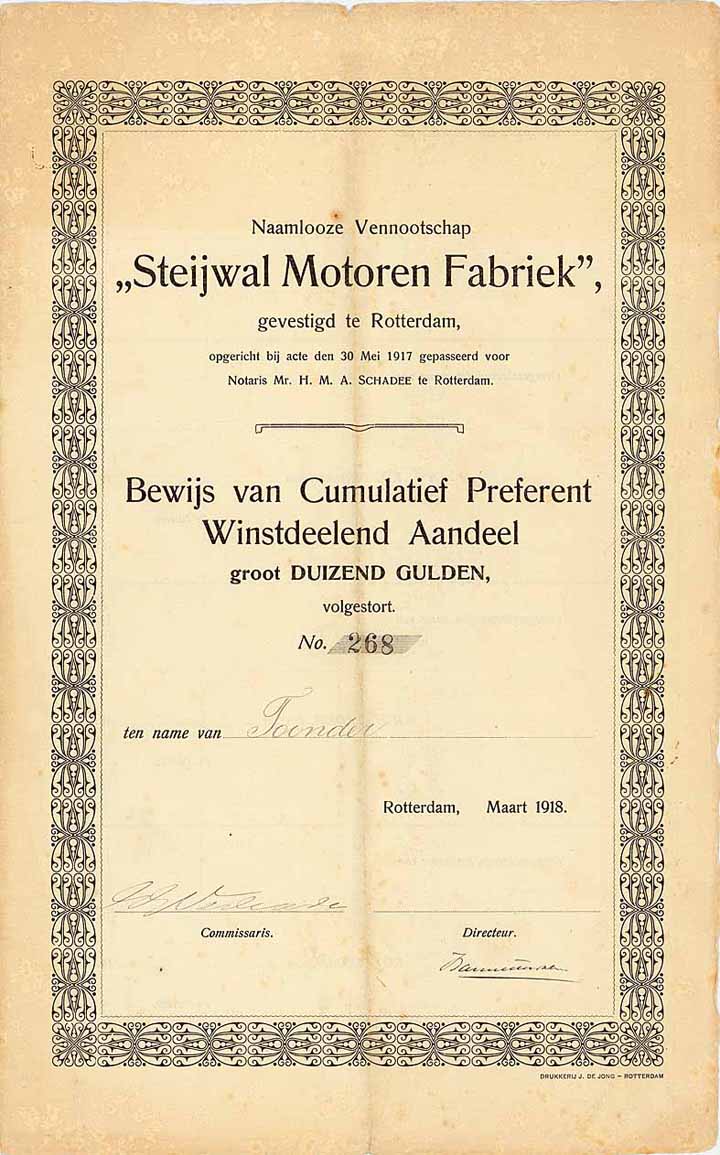 Naamlooze Vennootschap
„Steijwal Motoren Fabriek”,
gevestigd te Rotterdam,
opgericht bij acte den 30 Mei 1917 gepasseerd voor
Notaris Mr. H. M. A. SCHADEE te Rotterdam.
Bewijs van Cumulatief Preferent
Winstdeelend Aandeel
groot DUIZEND GULDEN,
volgestort.
No. 268
ten name van Toonder
Rotterdam, Maart 1918.
Commissaris. Directeur.
DRUKKERIJ J. DE JONG – ROTTERDAM